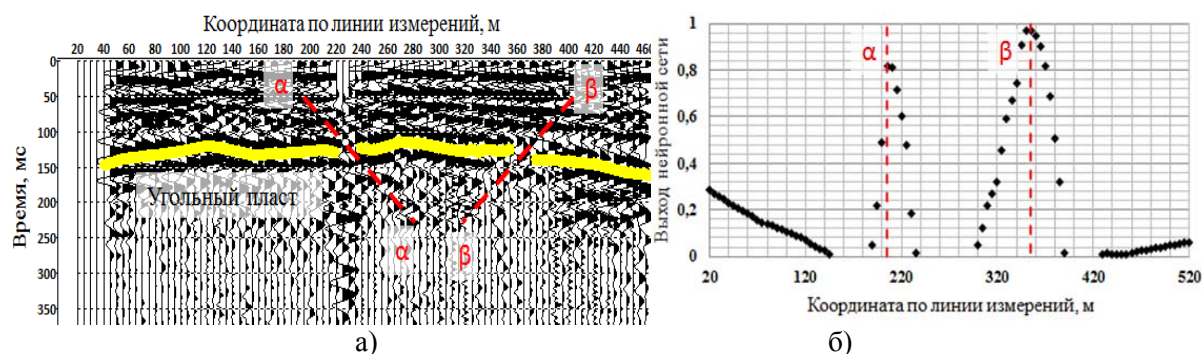 Координата по линии измерений, м
20 40 60 80 100 120 140 160 180 200 220 240 260 280 300 320 340 360 380 400 420 440 460
Время, мс
0
50
100
150
200
250
300
350
α
β
Угольный пласт
α
β
а)
Выход нейронной сети
1
0,8
0,6
0,4
0,2
0
α
β
20 120 220 320 420 520
Координата по линии измерений, м
б)